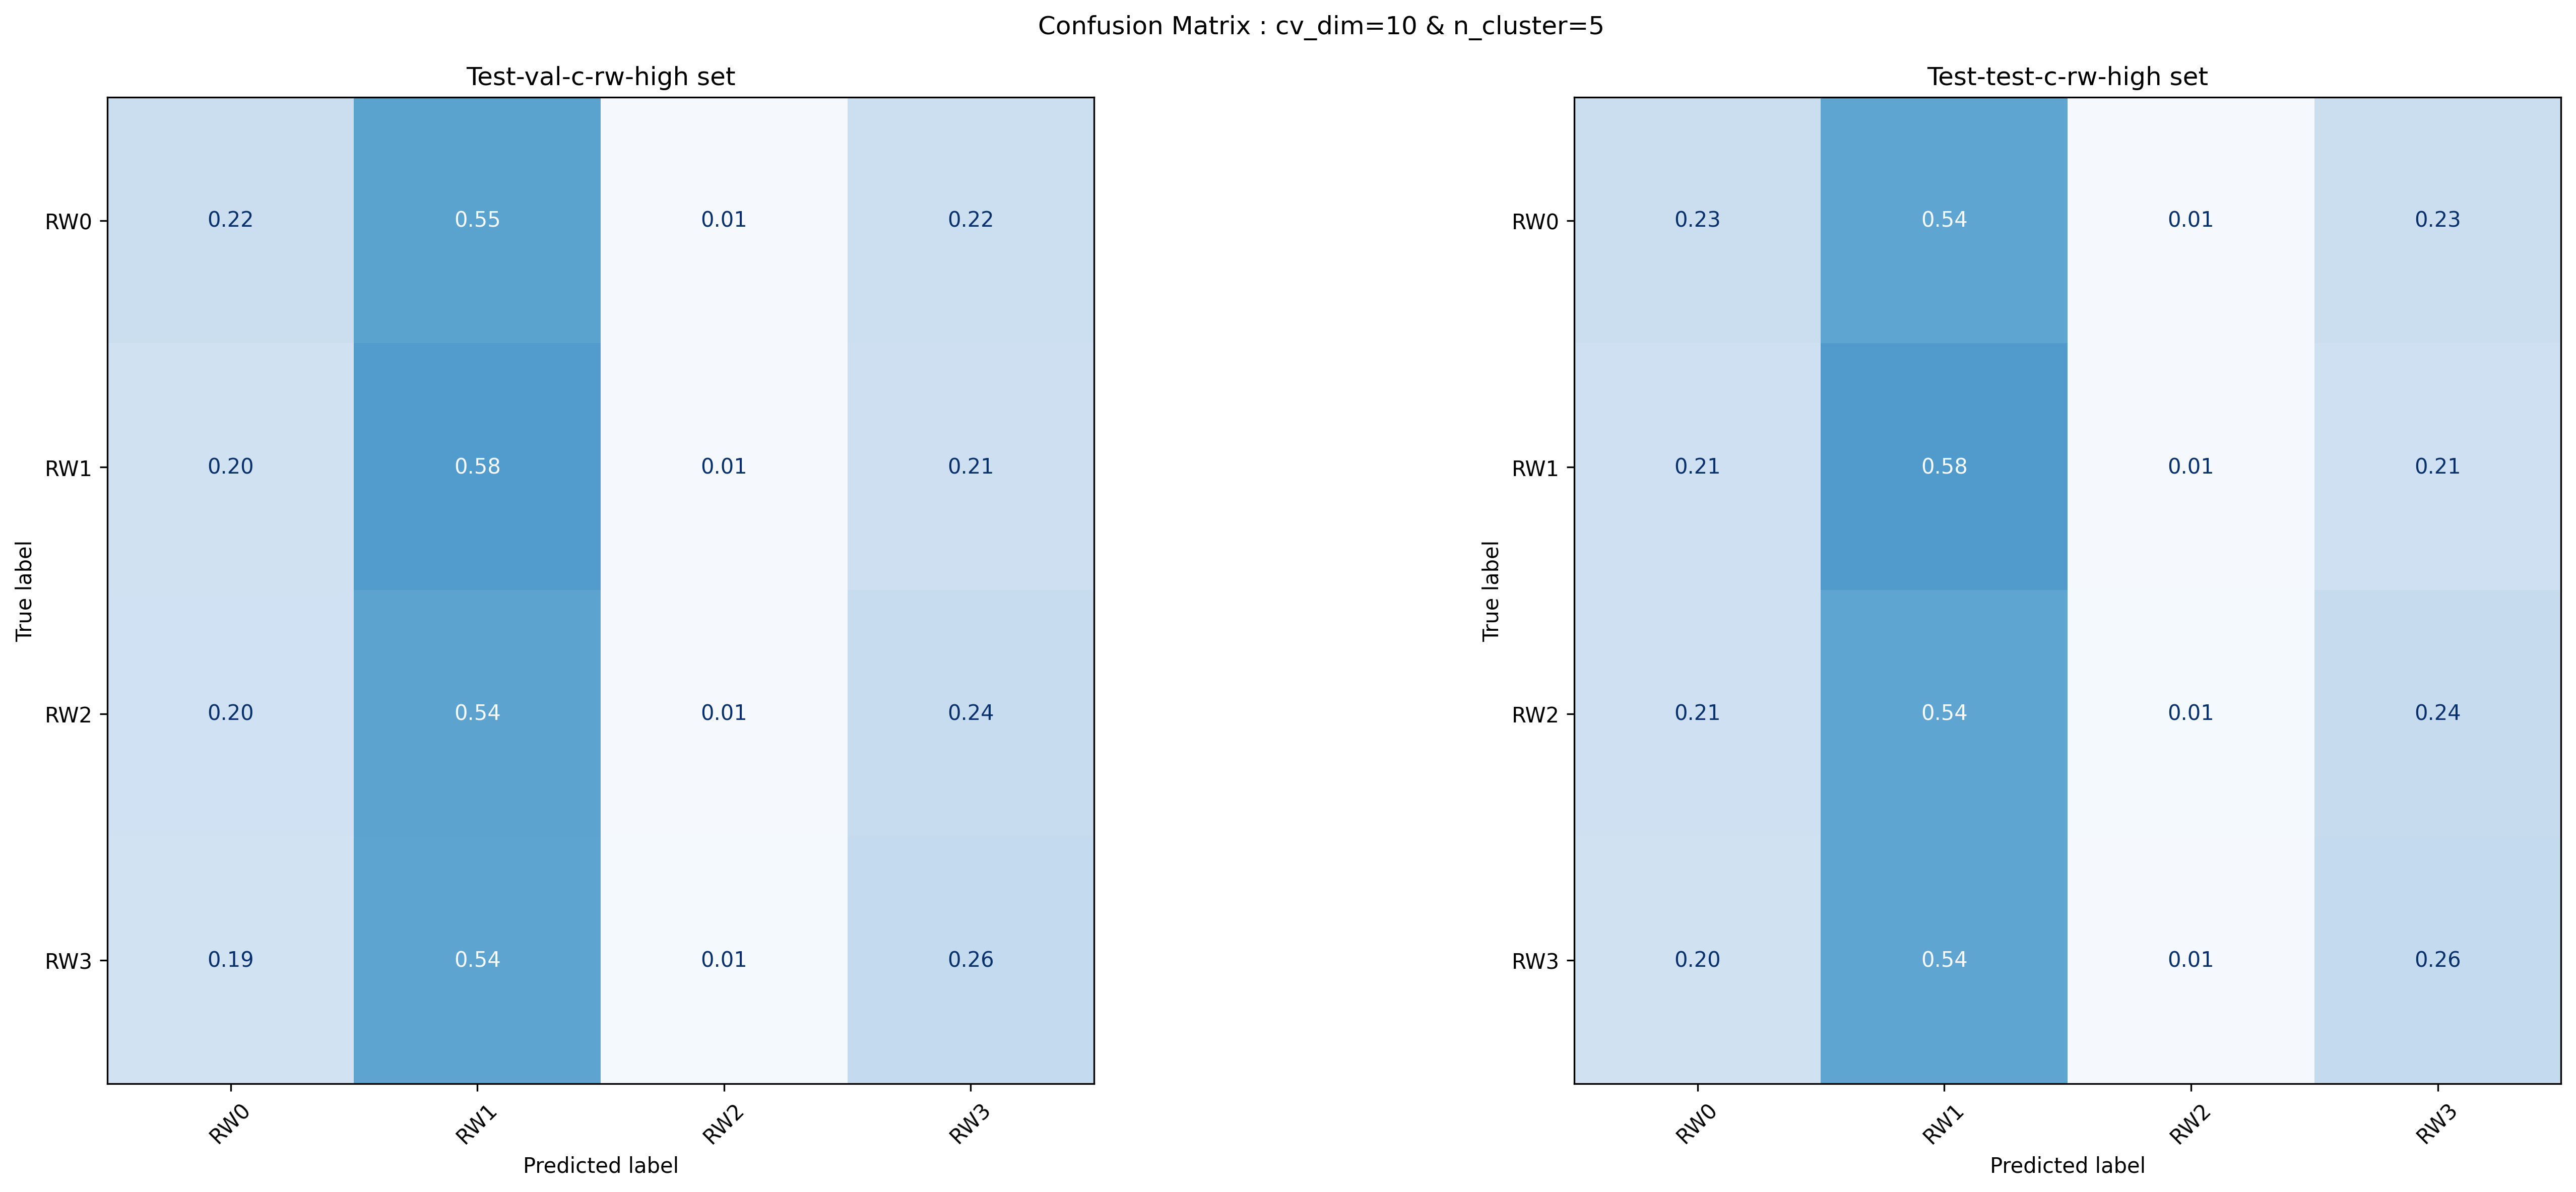 Confusion Matrix : cv_dim=10 & n_cluster=5
Test-val-c-rw-high set
RW0 0.22 0.55 0.01 0.22
RW1 0.20 0.58 0.01 0.21
RW2 0.20 0.54 0.01 0.24
RW3 0.19 0.54 0.01 0.26
True label
RW0 RW1 RW2 RW3
Predicted label
Test-test-c-rw-high set
RW0 0.23 0.54 0.01 0.23
RW1 0.21 0.58 0.01 0.21
RW2 0.21 0.54 0.01 0.24
RW3 0.20 0.54 0.01 0.26
True label
RW0 RW1 RW2 RW3
Predicted label